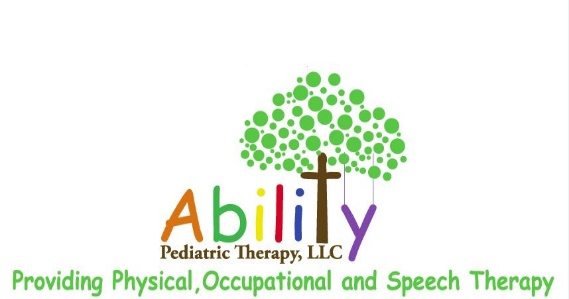 Ability
Pediatric Therapy, LLC
Providing Physical,Occupational and Speech Therapy